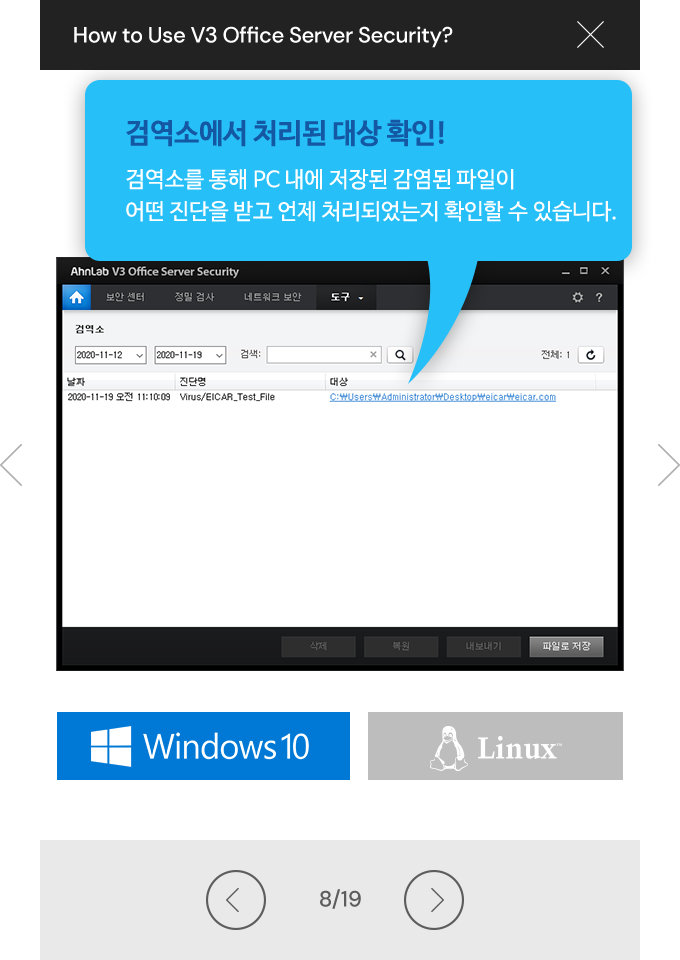 How to Use V3 Office Server Security?
검역소에서 처리된 대상 확인!
검역소를 통해 PC 내에 저장된 감염된 파일이
어떤 진단을 받고 언제 처리되었는지 확인할 수 있습니다.
AhnLab V3 Office Server Security
보안 센터 정밀 검사 네트워크 보안 도구
?
검역소
2020-11-12 2020-11-19 검색: 전체: 1
날짜 진단명 대상
2020-11-19 오전 11:10:09 Virus/EICAR_Test_File C:₩Users₩Administrator₩Desktop₩eicar₩eicar.com
삭제 복원 내보내기 파일로 저장
Windows 10 Linux™
8/19